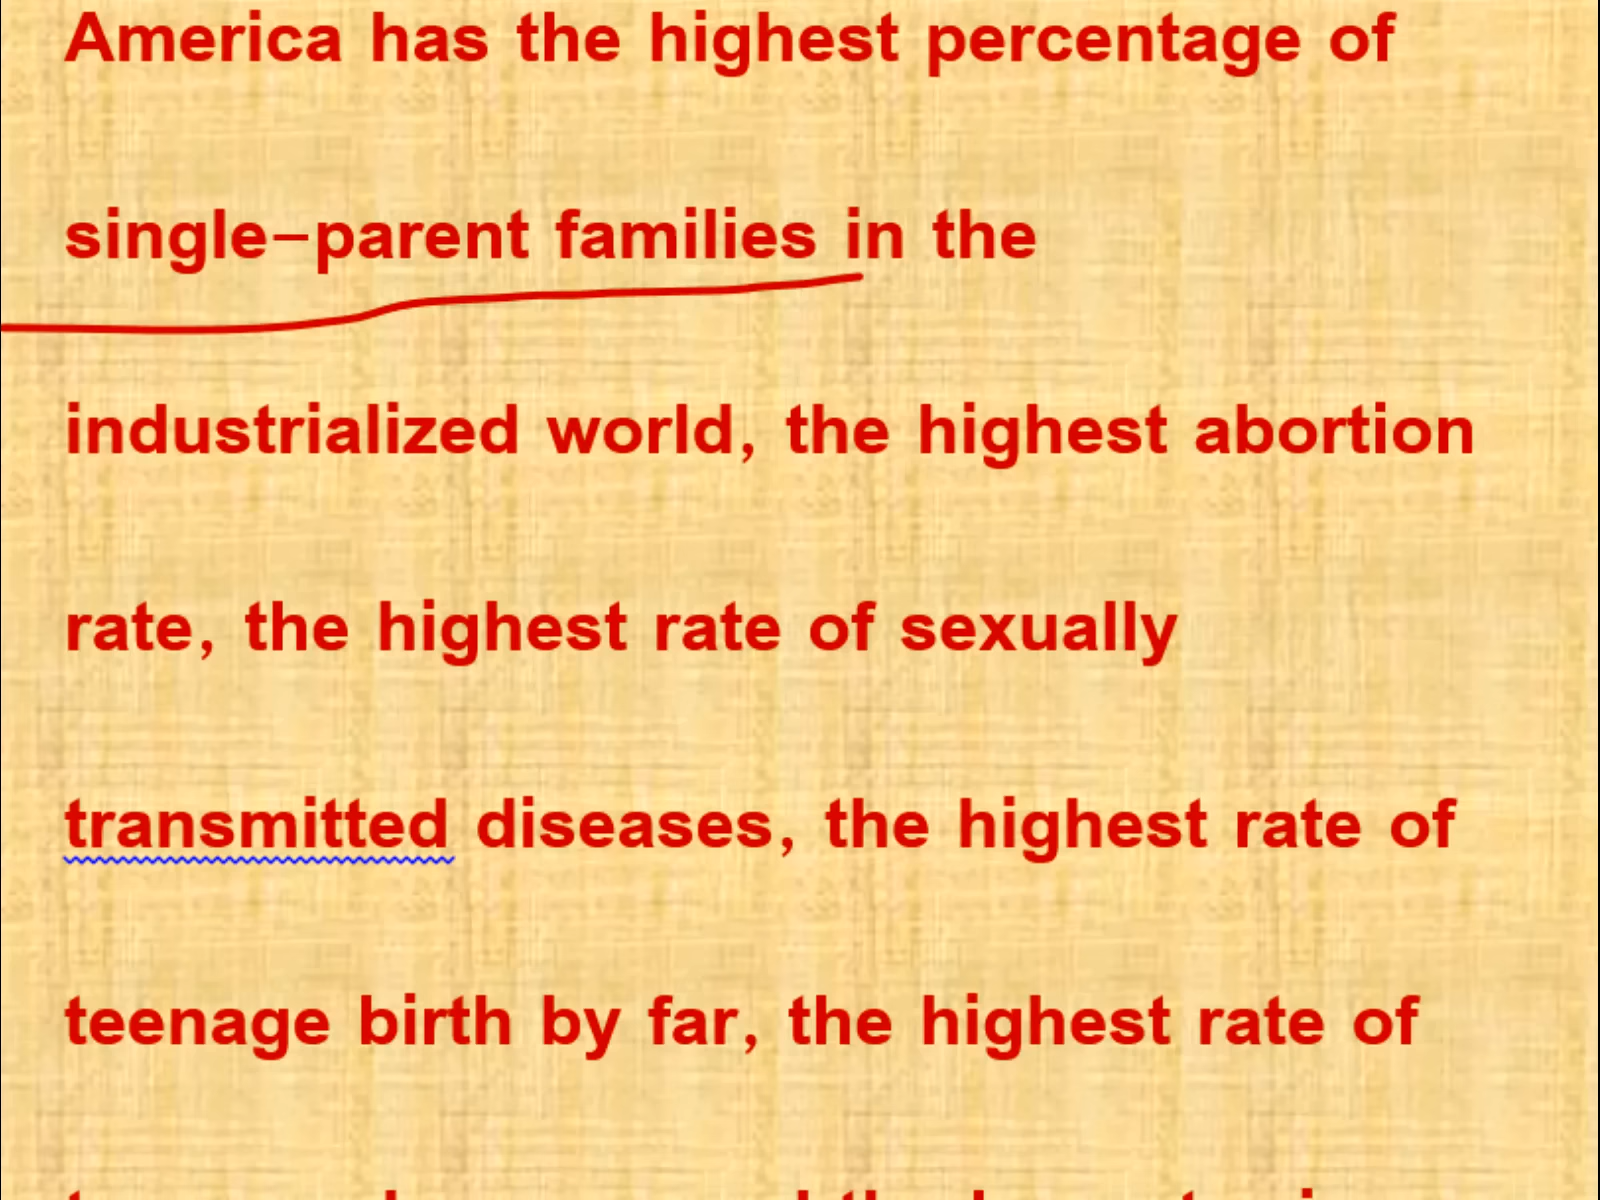 America has the highest percentage of
single-parent families in the
industrialized world, the highest abortion
rate, the highest rate of sexually
transmitted diseases, the highest rate of
teenage birth by far, the highest rate of